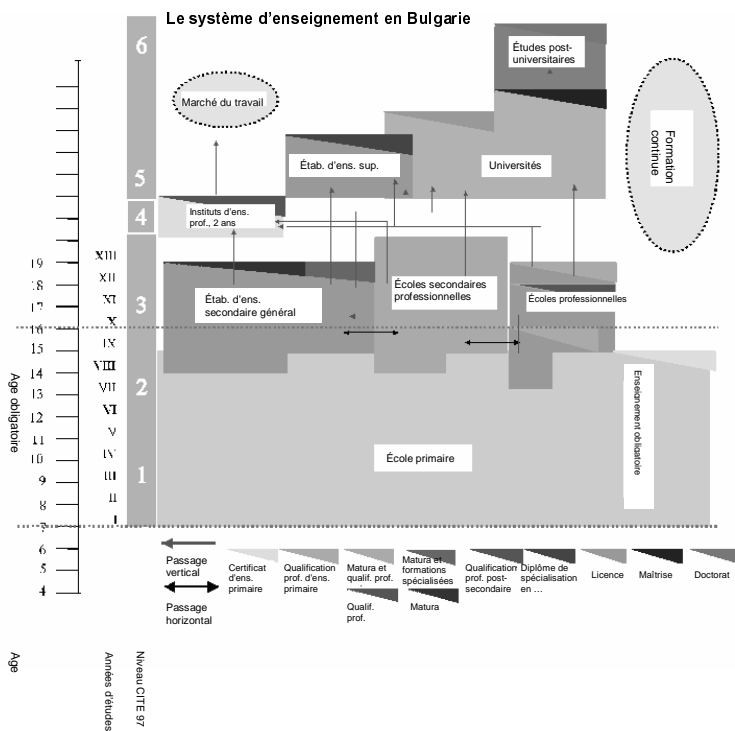 Le système d'enseignement en Bulgarie
6
Études post-
universitaires
Marché du travail
Formation
continue
5
Étab. d'ens. sup.
Universités
4
Instituts d'ens.
prof., 2 ans
XIII
19
XII
18
XI
17
X
16
IX
15
VIII
14
VII
13
VI
12
V
11
IV
10
III
9
II
8
I
7
6
5
4
3
2
1
Étab. d'ens.
secondaire général
Écoles secondaires
professionnelles
Écoles professionnelles
École primaire
Enseignement obligatoire
Age obligatoire
Passage
vertical
Passage
horizontal
Certificat
d'ens.
primaire
Qualification
prof. d'ens.
primaire
Matura et
qualif. prof.
Matura et
formations
spécialisées
Qualification
prof. post-
secondaire
Diplôme de
spécialisation
en ...
Licence
Maîtrise
Doctorat
Qualif.
prof.
Matura
Age
Années d'études
Niveau CITE 97